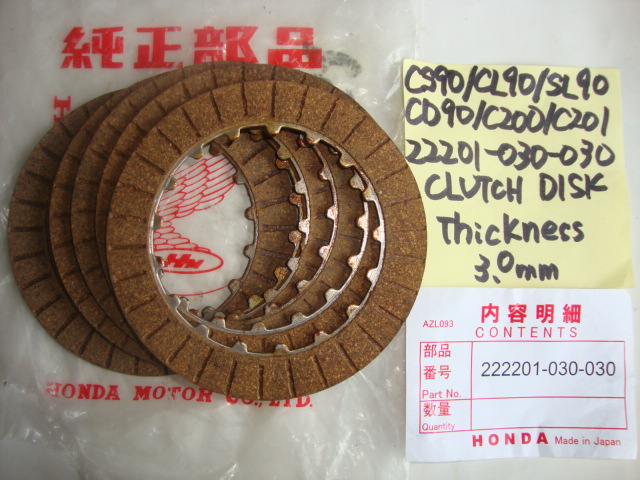 純正部品
HM
HONDA MOTOR CO., LTD.
CS90/CL90/SL90
CD90/C200/C201
22201-030-030
CLUTCH DISK
Thickness
3.0mm
AZL093
内容明細
CONTENTS
部品
番号
Part No.
222201-030-030
数量
Quantity
HONDA Made in Japan